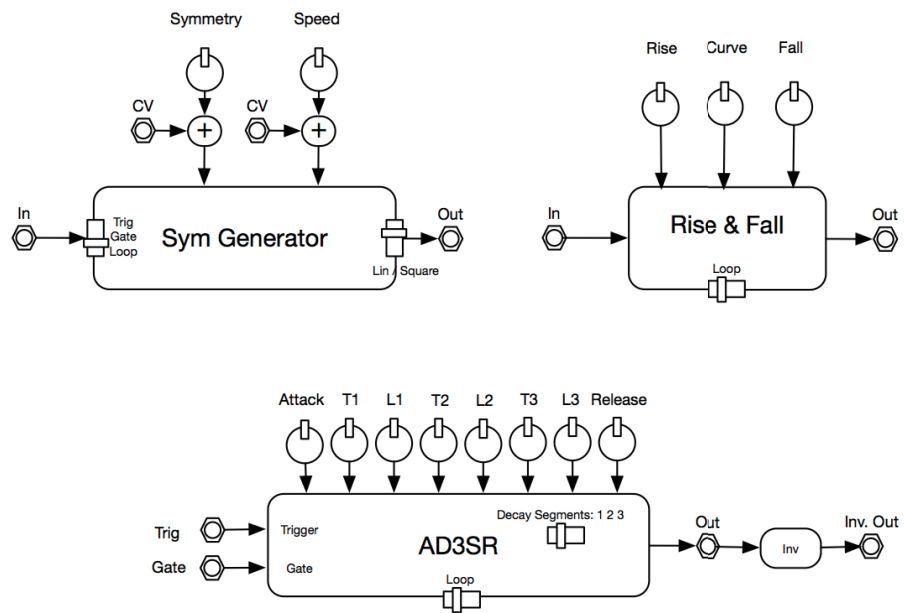 Symmetry
Speed
CV
CV
In
Trig
Gate
Loop
Sym Generator
Out
Lin / Square
Rise
Curve
Fall
In
Rise & Fall
Loop
Out
Attack
T1
L1
T2
L2
T3
L3
Release
Trig
Gate
Trigger
Gate
Decay Segments: 1 2 3
AD3SR
Loop
Out
Inv
Inv. Out